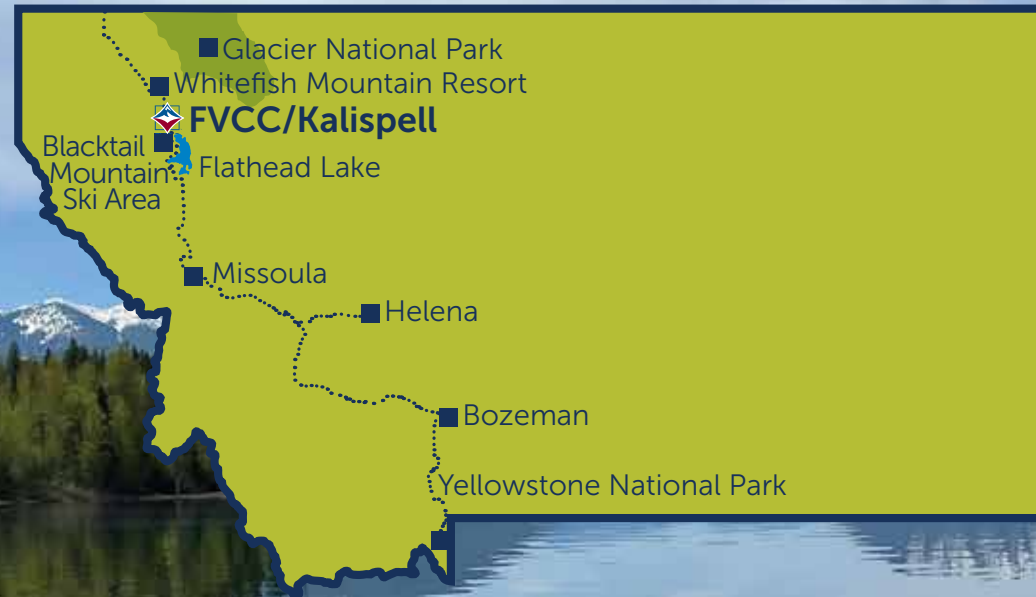 Glacier National Park
Whitefish Mountain Resort
FVCC/Kalispell
Blacktail
Mountain
Ski Area
Flathead Lake
Missoula
Helena
Bozeman
Yellowstone National Park